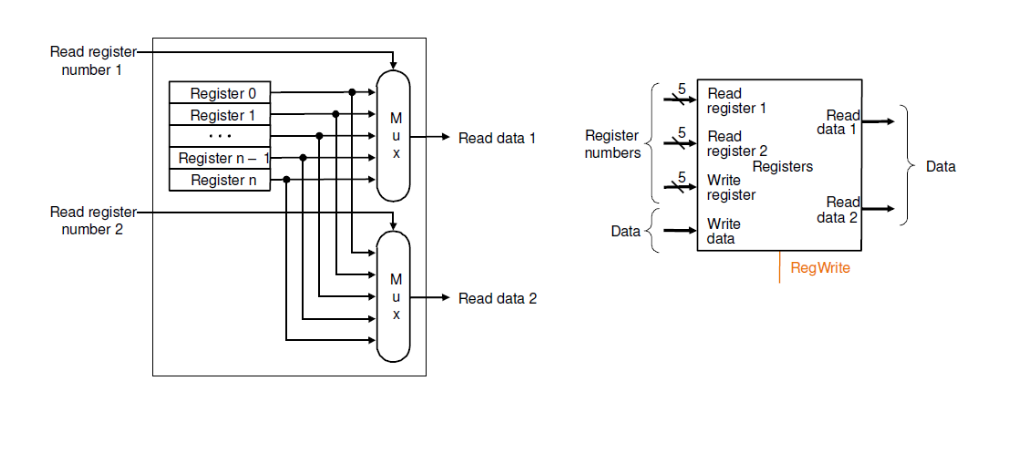 Read register
number 1
Register 0
Register 1
. . .
Register n – 1
Register n
M
u
x
Read data 1
Read register
number 2
M
u
x
Read data 2
Register
numbers
5
Read
register 1
5
Read
register 2
5
Write
register
Data
Write
data
Registers
Read
data 1
Read
data 2
Data
RegWrite